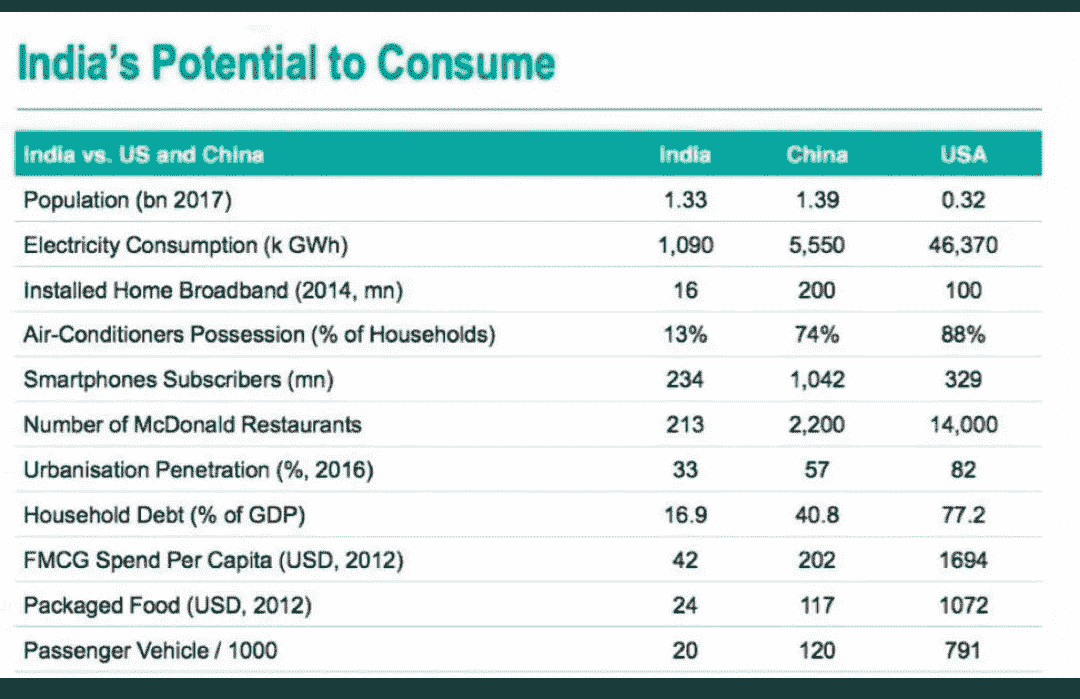 India's Potential to Consume
India vs. US and China India China USA
Population (bn 2017) 1.33 1.39 0.32
Electricity Consumption (k GWh) 1,090 5,550 46,370
Installed Home Broadband (2014, mn) 16 200 100
Air-Conditioners Possession (% of Households) 13% 74% 88%
Smartphones Subscribers (mn) 234 1,042 329
Number of McDonald Restaurants 213 2,200 14,000
Urbanisation Penetration (%, 2016) 33 57 82
Household Debt (% of GDP) 16.9 40.8 77.2
FMCG Spend Per Capita (USD, 2012) 42 202 1694
Packaged Food (USD, 2012) 24 117 1072
Passenger Vehicle / 1000 20 120 791